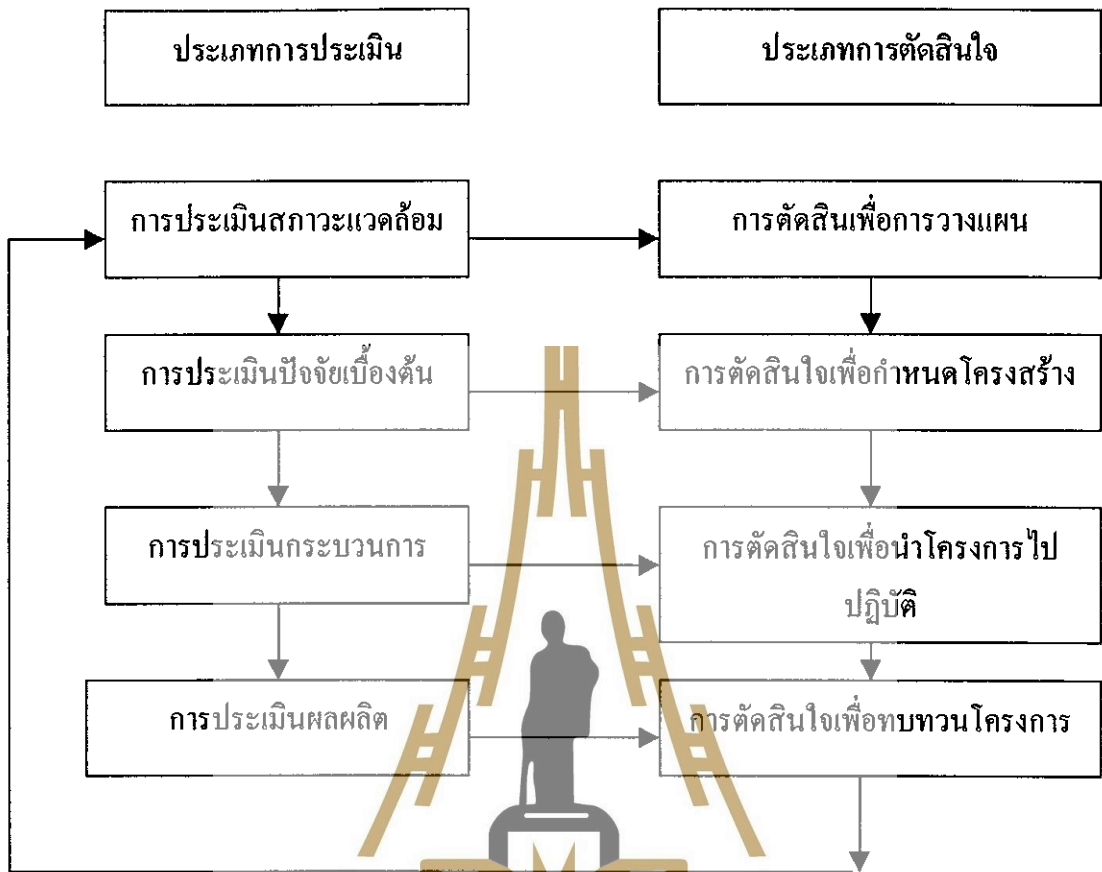 ประเภทการประเมิน
ประเภทการตัดสินใจ
การประเมินสภาวะแวดล้อม
การตัดสินเพื่อการวางแผน
การประเมินปัจจัยเบื้องต้น
การตัดสินใจเพื่อกำหนดโครงสร้าง
การประเมินกระบวนการ
การตัดสินใจเพื่อนำโครงการไป
ปฏิบัติ
การประเมินผลผลิต
การตัดสินใจเพื่อทบทวนโครงการ